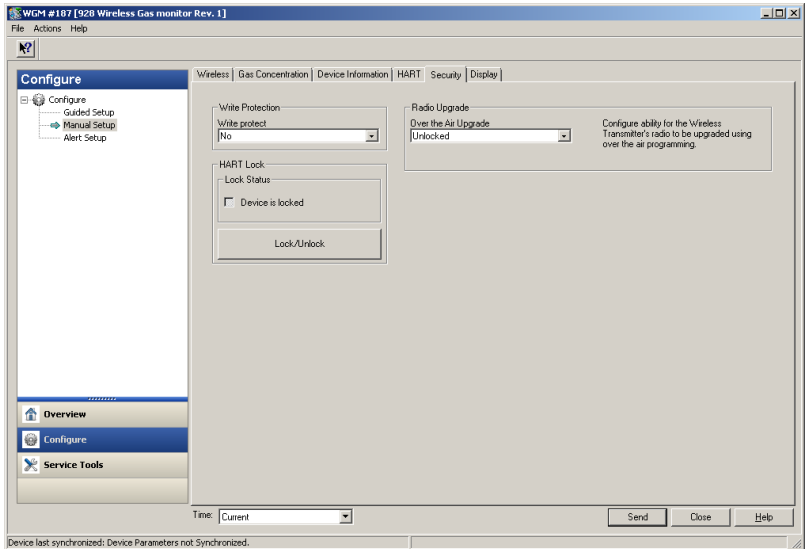 WGM #187 [928 Wireless Gas monitor Rev. 1]
File Actions Help
Configure
Configure
Guided Setup
Manual Setup
Alert Setup
Overview
Configure
Service Tools
Wireless Gas Concentration Device Information HART Security Display
Write Protection
Write protect
No
HART Lock
Lock Status
Device is locked
Lock/Unlock
Radio Upgrade
Over the Air Upgrade
Unlocked
Configure ability for the Wireless
Transmitter's radio to be upgraded using
over the air programming.
Time: Current
Send Close Help
Device last synchronized: Device Parameters not Synchronized.